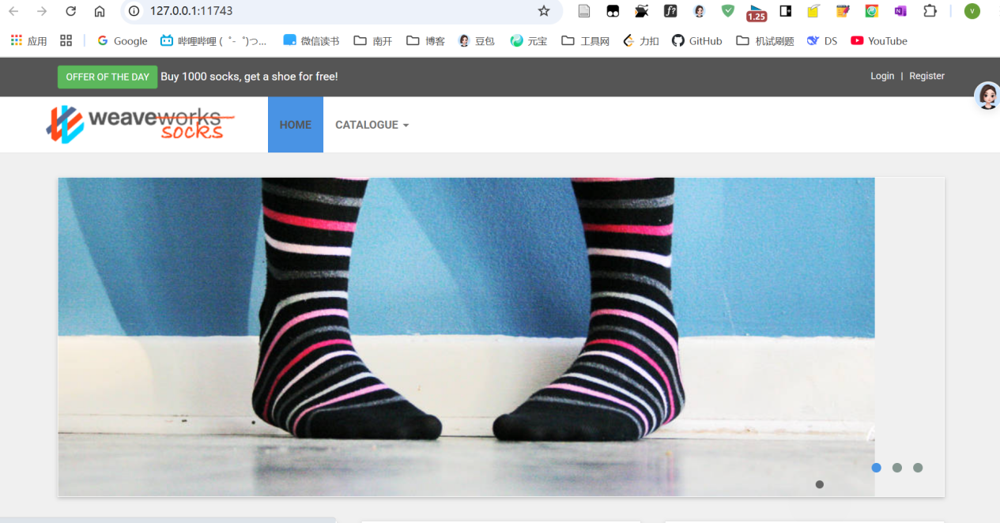 127.0.0.1:11743
1.25
V
应用
Google
哔哩哔哩 ( ゜- ゜)つ...
微信读书
南开
博客
豆包
元宝
工具网
力扣
GitHub
机试刷题
DS
YouTube
OFFER OF THE DAY Buy 1000 socks, get a shoe for free!
Login | Register
weaveworks
socks
HOME
CATALOGUE